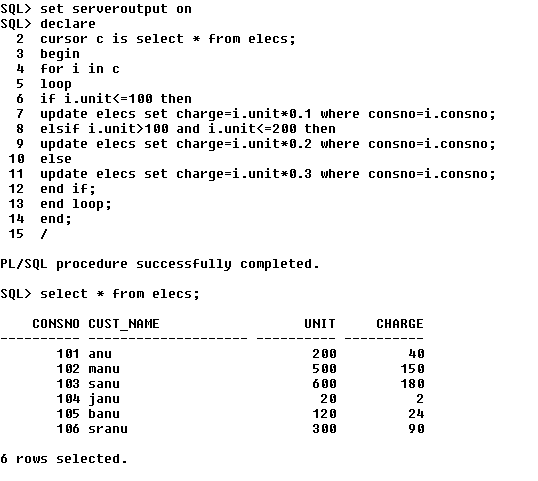 SQL> set serveroutput on
SQL> declare
  2  cursor c is select * from elecs;
  3  begin
  4  for i in c
  5  loop
  6  if i.unit<=100 then
  7  update elecs set charge=i.unit*0.1 where consno=i.consno;
  8  elsif i.unit>100 and i.unit<=200 then
  9  update elecs set charge=i.unit*0.2 where consno=i.consno;
 10  else
 11  update elecs set charge=i.unit*0.3 where consno=i.consno;
 12  end if;
 13  end loop;
 14  end;
 15  /
PL/SQL procedure successfully completed.
SQL> select * from elecs;
    CONSNO CUST_NAME                  UNIT     CHARGE
---------- -------------------- ---------- ----------
       101 anu                         200         40
       102 manu                        500        150
       103 sanu                        600        180
       104 janu                         20          2
       105 banu                        120         24
       106 sranu                       300         90
6 rows selected.